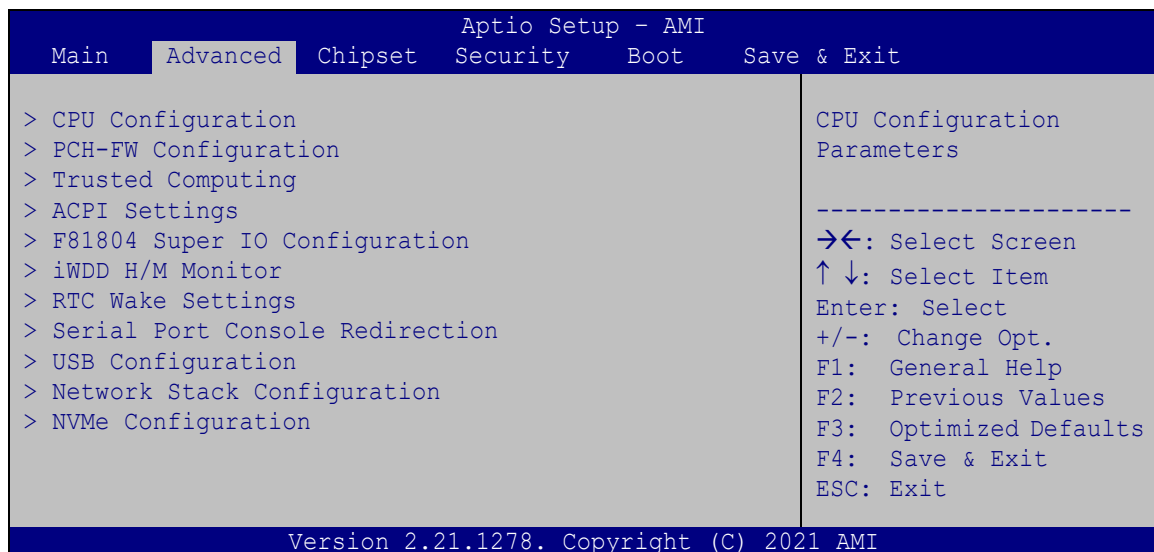 Aptio Setup – AMI
Main Advanced Chipset Security Boot Save & Exit
> CPU Configuration
> PCH-FW Configuration
> Trusted Computing
> ACPI Settings
> F81804 Super IO Configuration
> iWDD H/M Monitor
> RTC Wake Settings
> Serial Port Console Redirection
> USB Configuration
> Network Stack Configuration
> NVMe Configuration
CPU Configuration
Parameters
----------------------
→←: Select Screen
↑ ↓: Select Item
Enter: Select
+/-: Change Opt.
F1: General Help
F2: Previous Values
F3: Optimized Defaults
F4: Save & Exit
ESC: Exit
Version 2.21.1278. Copyright (C) 2021 AMI